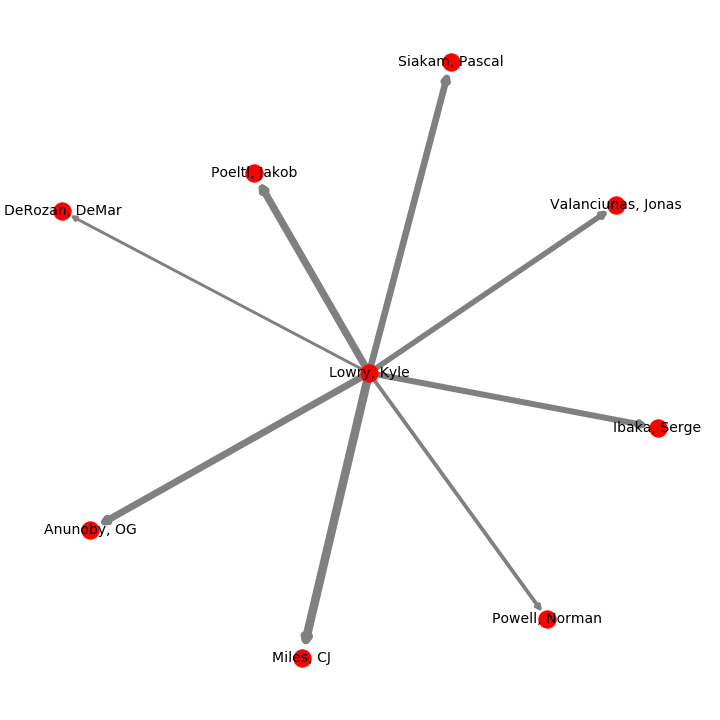 Siakam, Pascal
Poeltl, Jakob
Valanciunas, Jonas
DeRozan, DeMar
Lowry, Kyle
Ibaka, Serge
Anunoby, OG
Powell, Norman
Miles, CJ